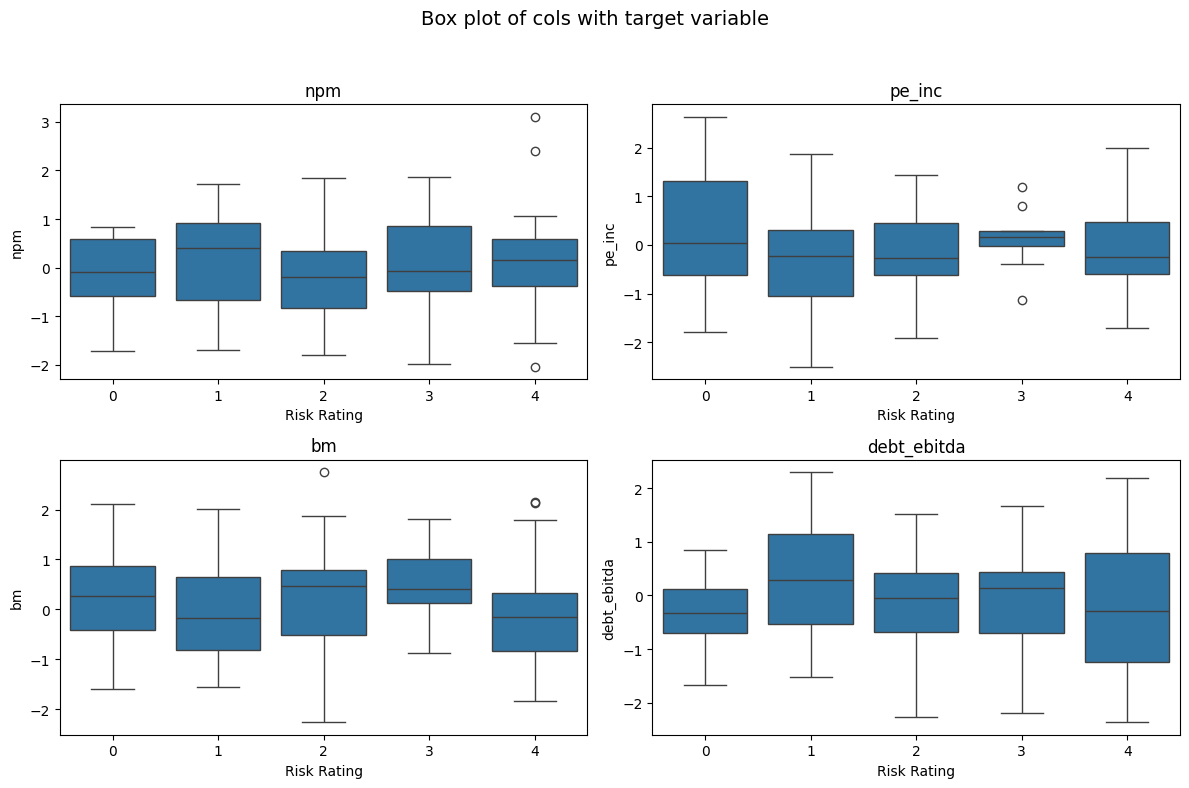 Box plot of cols with target variable
npm
3
2
1
0
−1
−2
npm
0 1 2 3 4
Risk Rating
pe_inc
2
1
0
−1
−2
pe_inc
0 1 2 3 4
Risk Rating
bm
2
1
0
−1
−2
bm
0 1 2 3 4
Risk Rating
debt_ebitda
2
1
0
−1
−2
debt_ebitda
0 1 2 3 4
Risk Rating